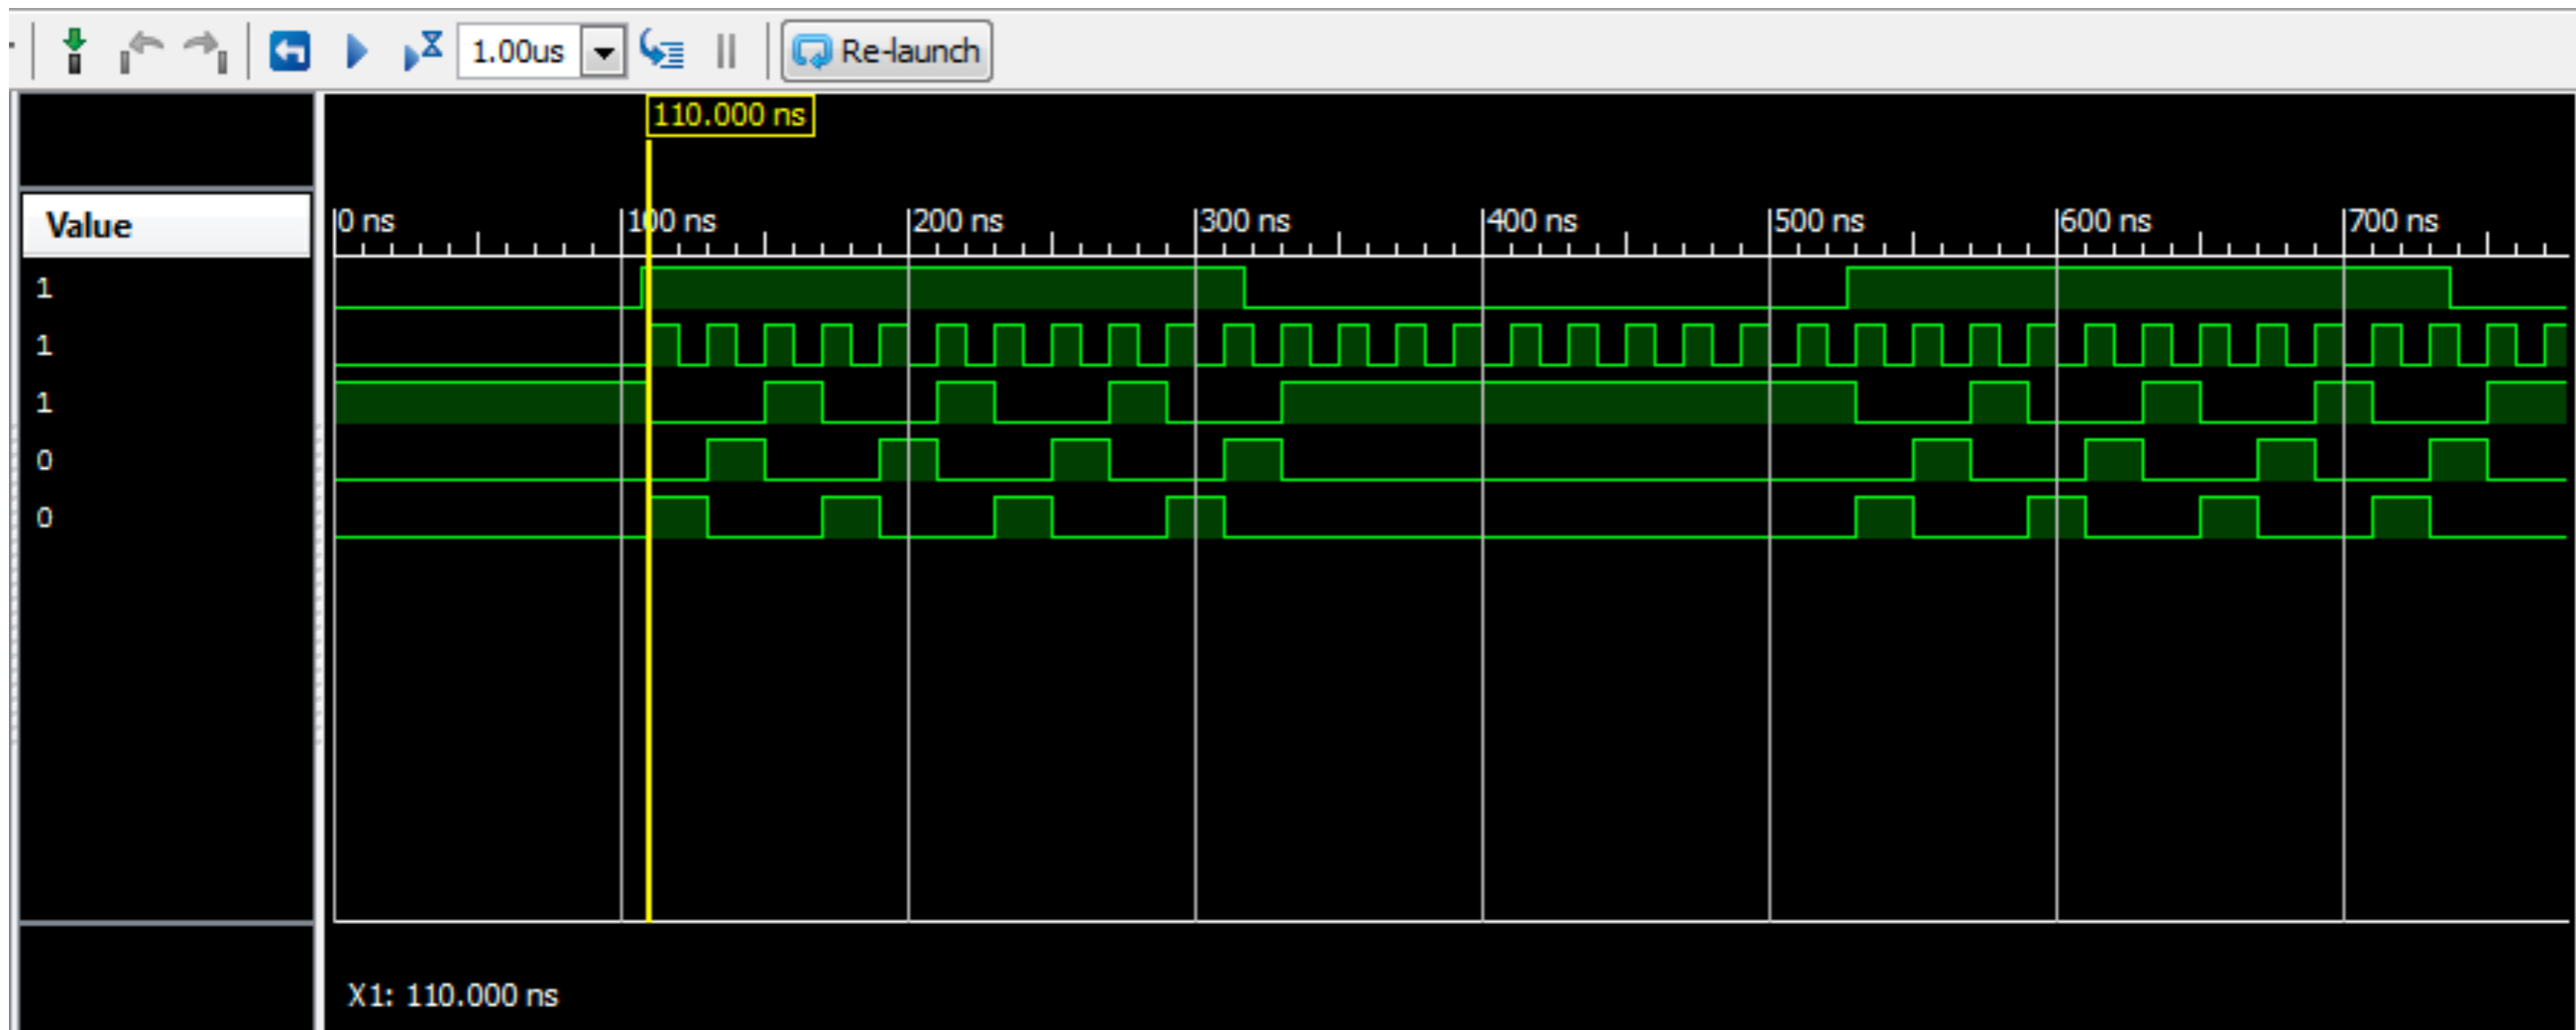 1.00us Re-launch
110.000 ns
Value
0 ns 100 ns 200 ns 300 ns 400 ns 500 ns 600 ns 700 ns
1
1
1
0
0
X1: 110.000 ns